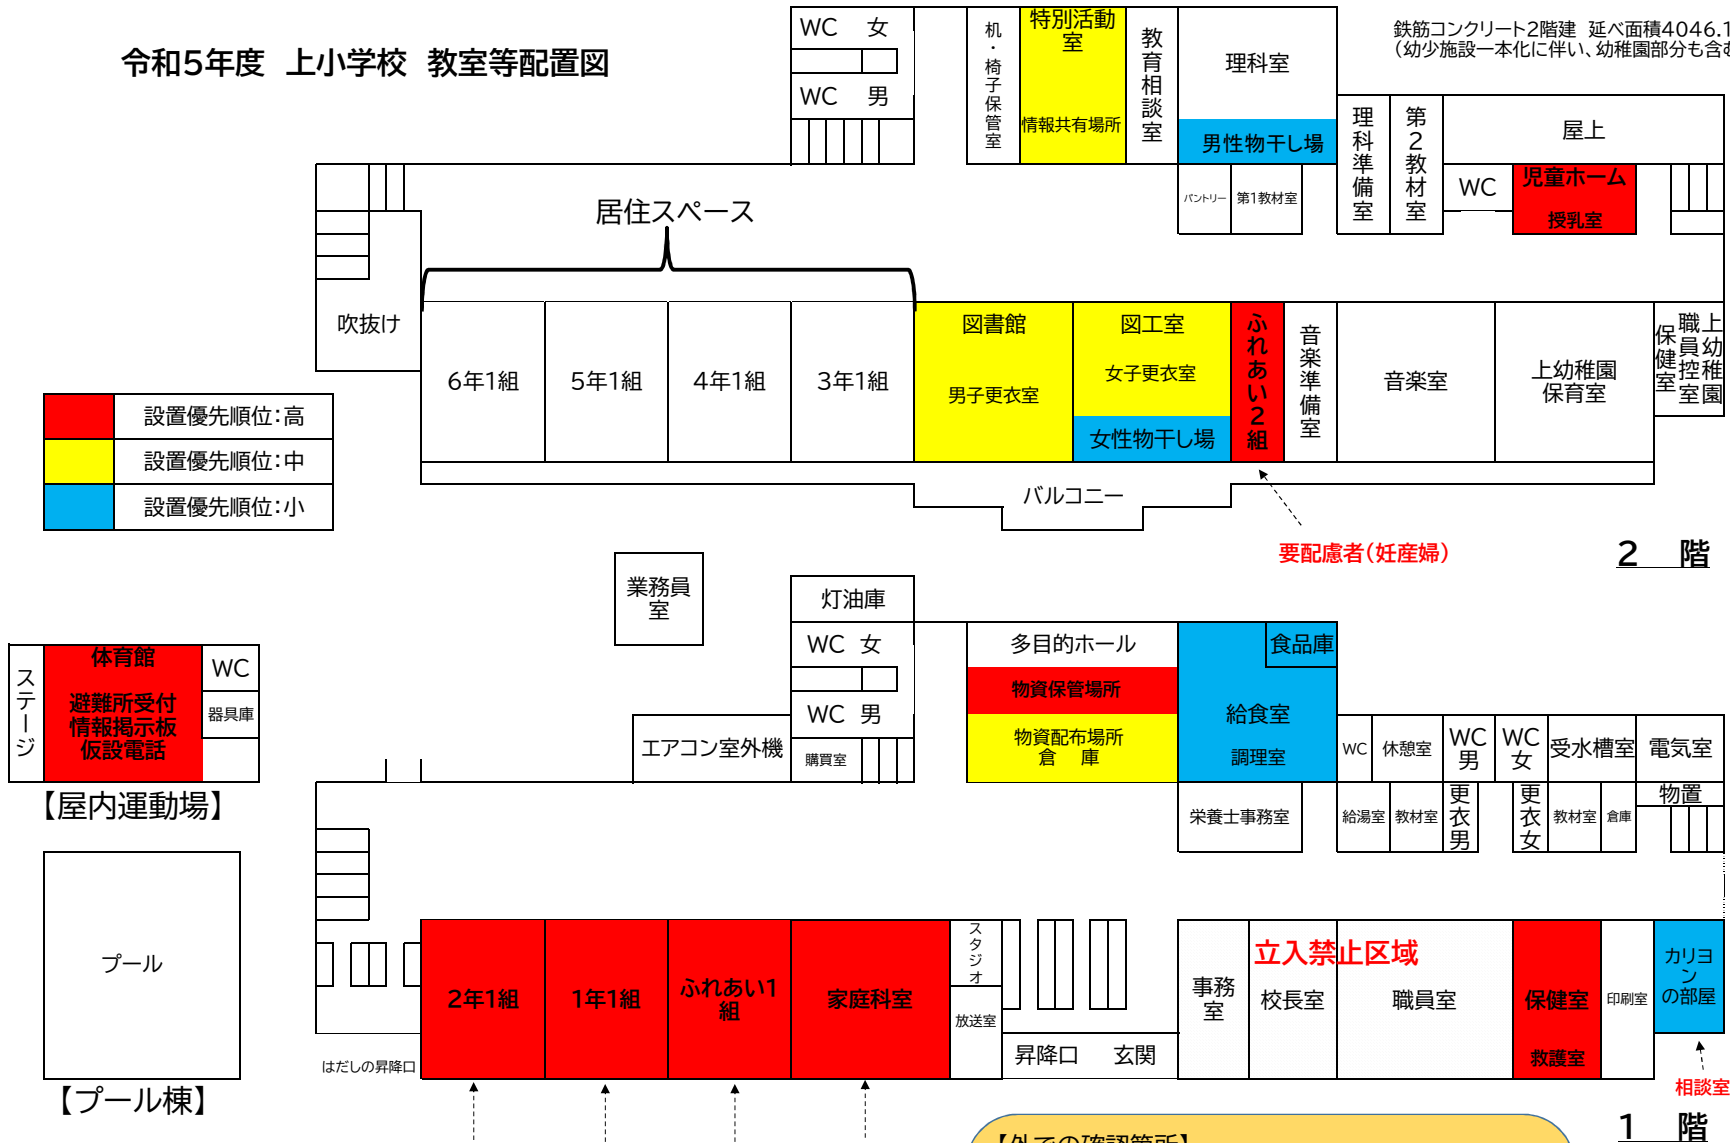 令和5年度 上小学校 教室等配置図
鉄筋コンクリート2階建 延べ面積4046.1
(幼少施設一本化に伴い、幼稚園部分も含む
WC 女
WC 男
机・椅子保管室
特別活動
室
情報共有場所
教育相談室
理科室
男性物干し場
パントリー
第1教材室
理科準備室
第2教材室
屋上
WC
児童ホーム
授乳室
居住スペース
吹抜け
6年1組
5年1組
4年1組
3年1組
図書館
男子更衣室
図工室
女子更衣室
女性物干し場
ふれあい2組
音楽準備室
音楽室
上幼稚園
保育室
上幼稚園
職員控室
保健室
バルコニー
要配慮者(妊産婦)
2 階
設置優先順位:高
設置優先順位:中
設置優先順位:小
業務員
室
灯油庫
WC 女
WC 男
購買室
エアコン室外機
多目的ホール
物資保管場所
物資配布場所
倉 庫
食品庫
給食室
調理室
栄養士事務室
WC
休憩室
WC
男
WC
女
受水槽室
電気室
給湯室
教材室
更衣男
更衣女
教材室
倉庫
物置
ステージ
体育館
避難所受付
情報掲示板
仮設電話
WC
器具庫
【屋内運動場】
プール
【プール棟】
はだしの昇降口
2年1組
1年1組
ふれあい1
組
家庭科室
スタジオ
放送室
昇降口 玄関
事務
室
立入禁止区域
校長室
職員室
保健室
救護室
印刷室
カリヨ
ン
の部屋
相談室
1 階
【外での確認箇所】